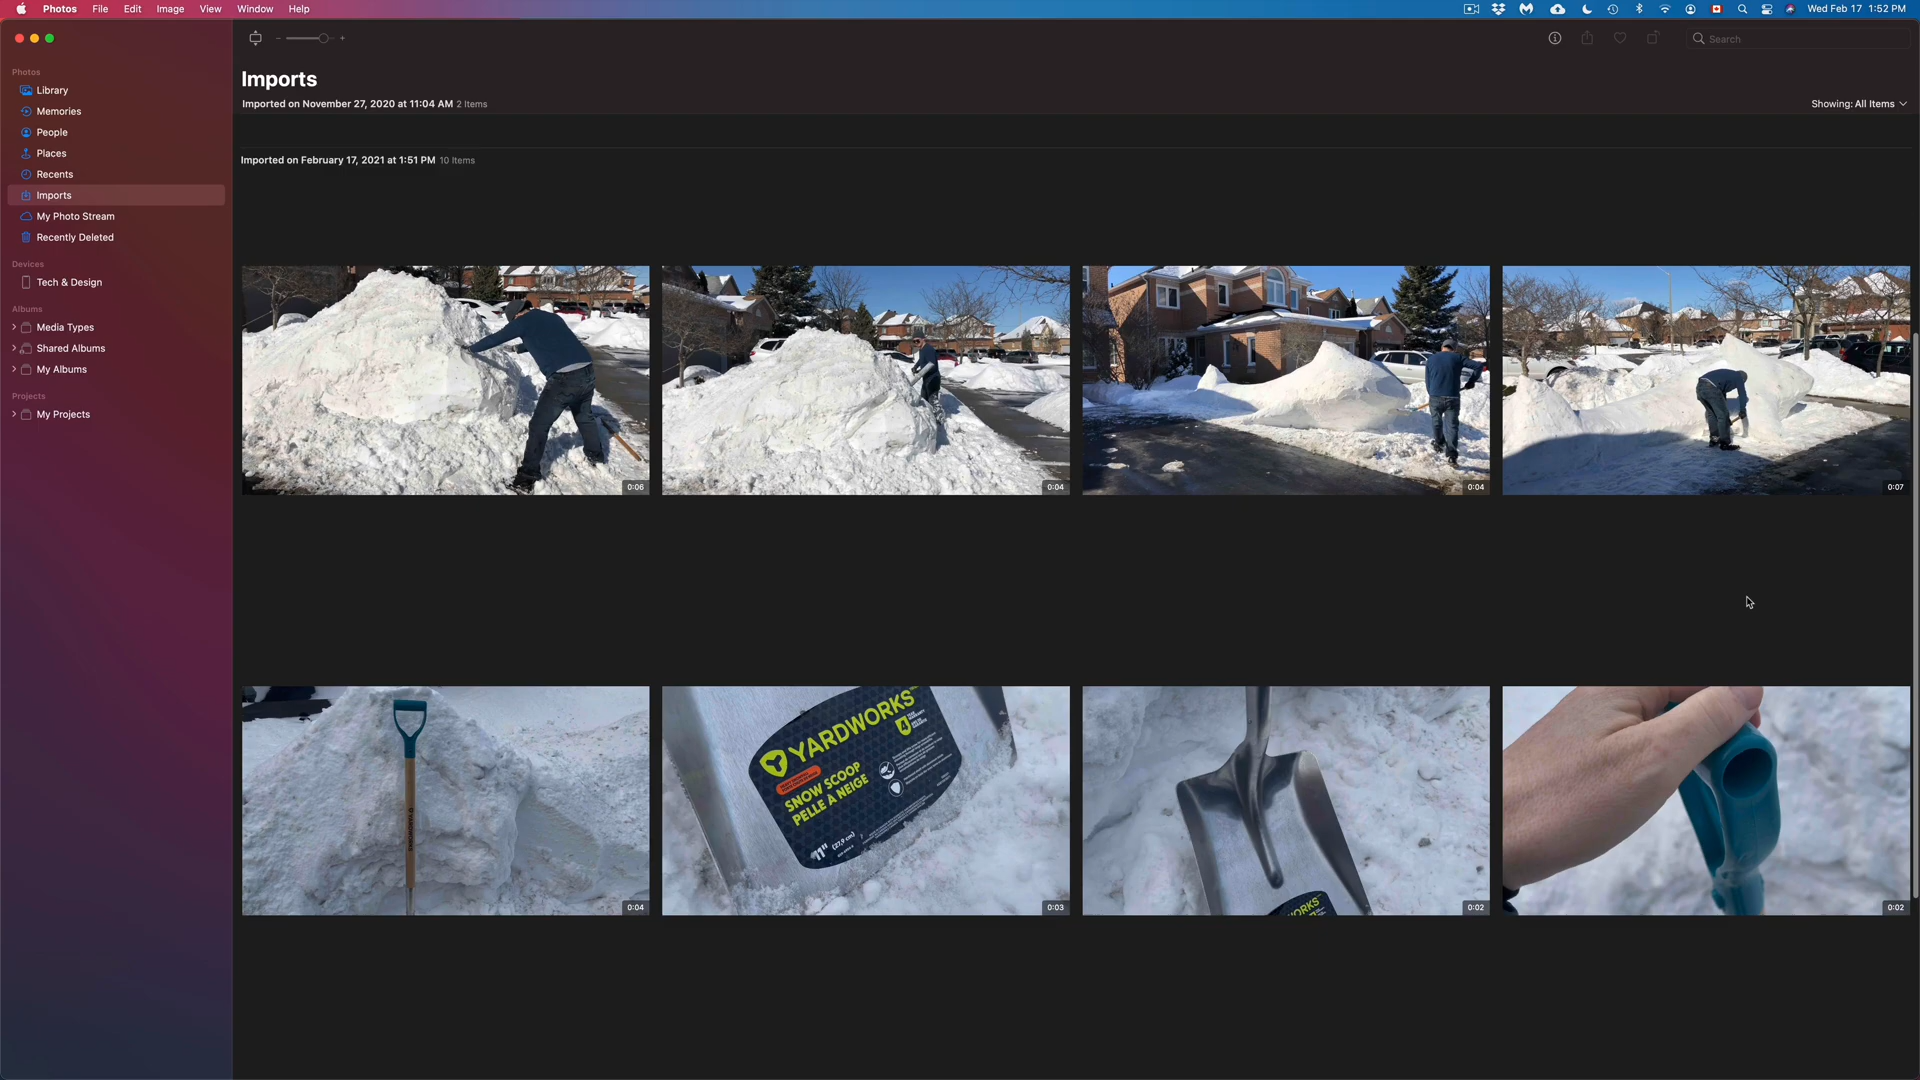 Photos File Edit Image View Window Help
Wed Feb 17 1:52 PM
Search
Photos
Library
Memories
People
Places
Recents
Imports
My Photo Stream
Recently Deleted
Devices
Tech & Design
Albums
Media Types
Shared Albums
My Albums
Projects
My Projects
Imports
Imported on November 27, 2020 at 11:04 AM 2 Items
Showing: All Items
Imported on February 17, 2021 at 1:51 PM 10 Items
0:06
0:04
0:04
0:07
YARDWORKS
0:04
YARDWORKS
SNOW SCOOP
PELLE À NEIGE
11" (27,9 cm)
0:03
0:02
0:02